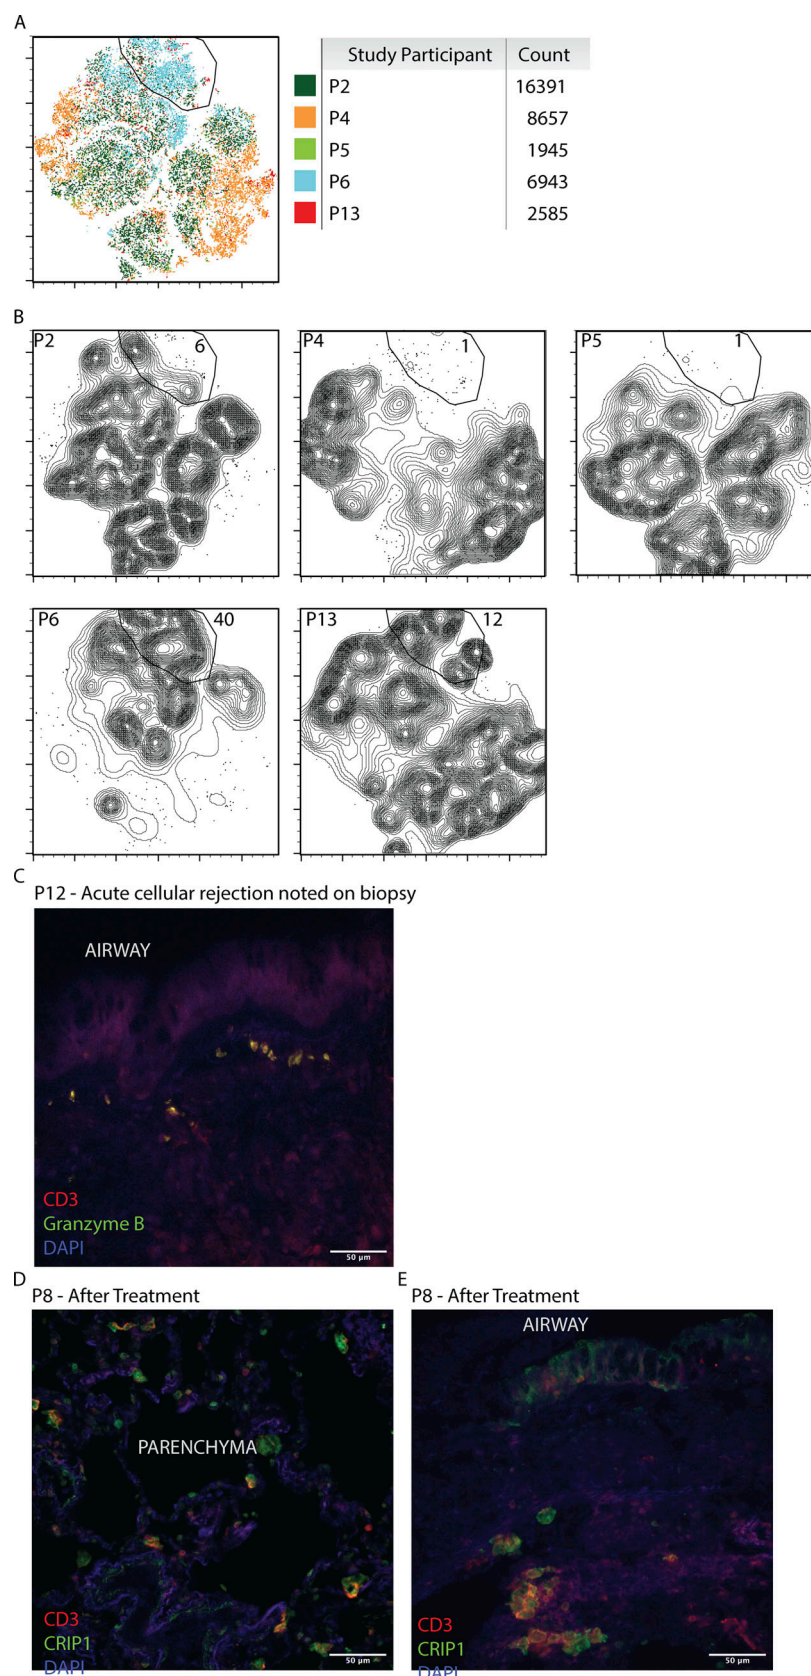 A
Study Participant Count
P2 16391
P4 8657
P5 1945
P6 6943
P13 2585
B
P2 6
P4 1
P5 1
P6 40
P13 12
C
P12 - Acute cellular rejection noted on biopsy
AIRWAY
CD3
Granzyme B
DAPI
50 µm
D
P8 - After Treatment
PARENCHYMA
CD3
CRIP1
DAPI
50 µm
E
P8 - After Treatment
AIRWAY
CD3
CRIP1
DAPI
50 µm